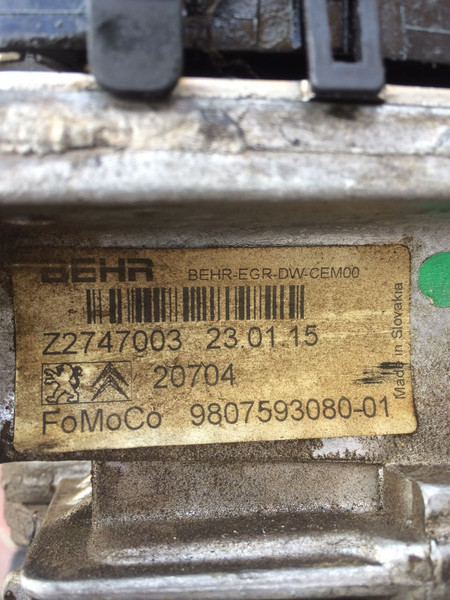 BEHR BEHR-EGR-DW-CEM00
Z2747003 23.01.15
20704
FoMoCo 9807593080-01
Made in Slovakia